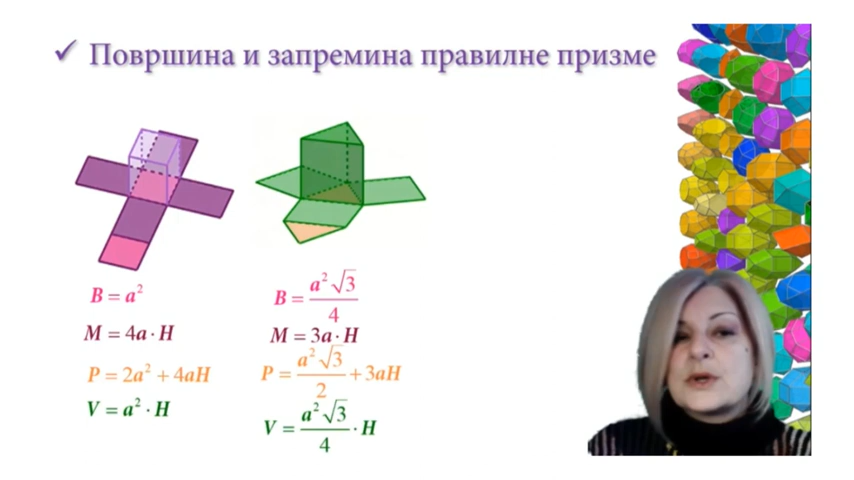 ✓ Површина и запремина правилне призме
B = a²
M = 4a · H
P = 2a² + 4aH
V = a² · H
B = a²√3/4
M = 3a · H
P = a²√3/2 + 3aH
V = a²√3/4 · H